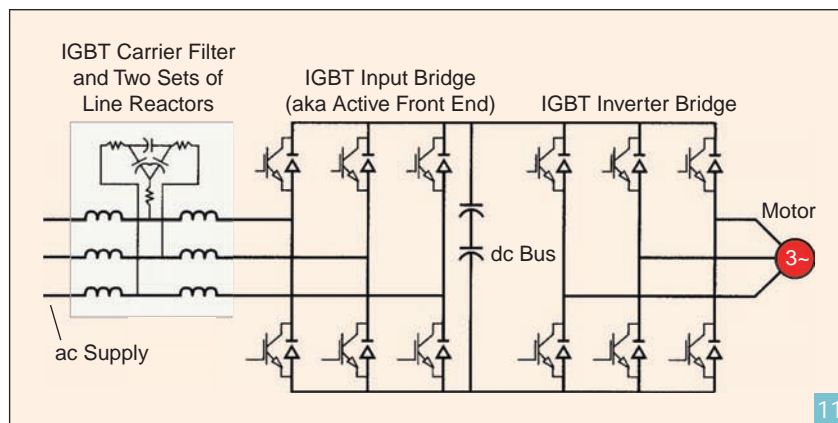 IGBT Carrier Filter
and Two Sets of
Line Reactors
IGBT Input Bridge
(aka Active Front End)
IGBT Inverter Bridge
Motor
3~
dc Bus
ac Supply
11